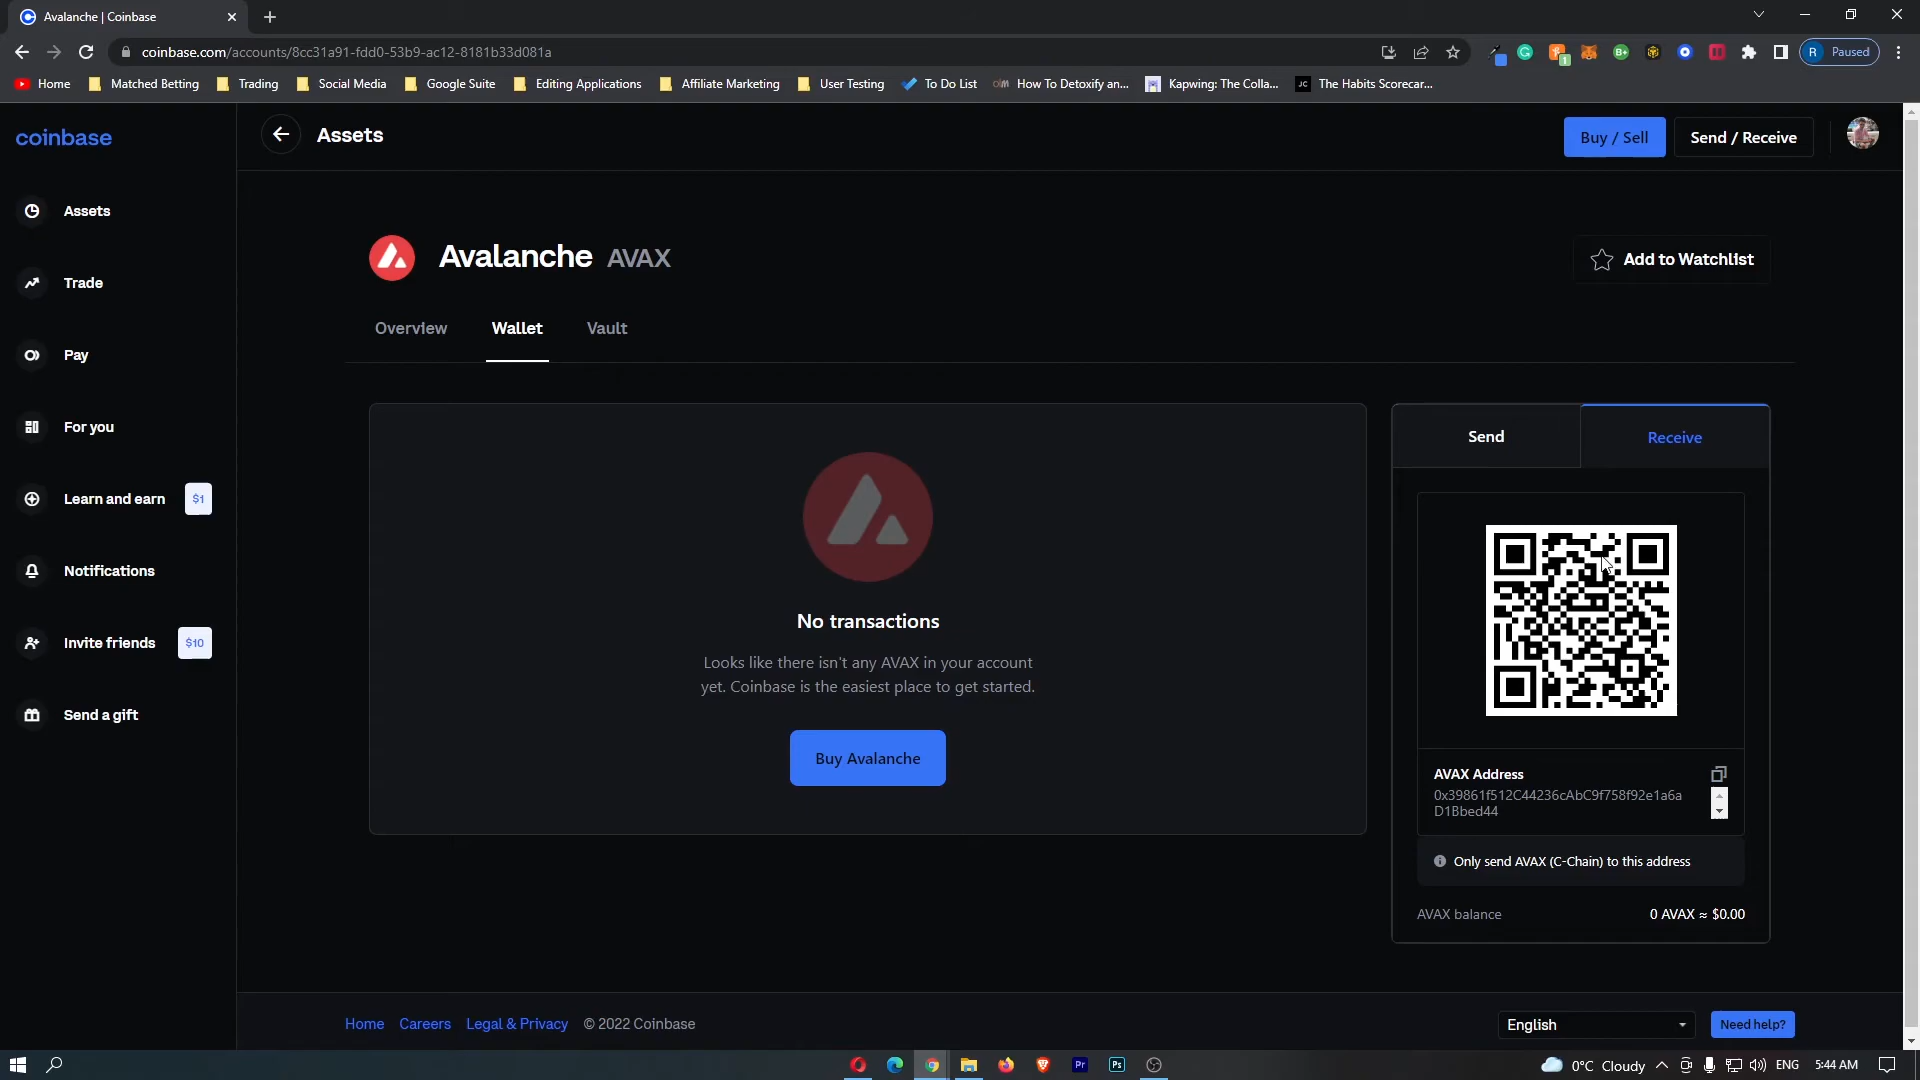 Avalanche | Coinbase
coinbase.com/accounts/8cc31a91-fdd0-53b9-ac12-8181b33d081a
R Paused
Home Matched Betting Trading Social Media Google Suite Editing Applications Affiliate Marketing User Testing To Do List How To Detoxify an... Kapwing: The Colla... JC The Habits Scorecar...
coinbase
Assets
Buy / Sell
Send / Receive
Assets
Trade
Pay
For you
Learn and earn $1
Notifications
Invite friends $10
Send a gift
Avalanche AVAX
Add to Watchlist
Overview Wallet Vault
No transactions
Looks like there isn't any AVAX in your account
yet. Coinbase is the easiest place to get started.
Buy Avalanche
Send Receive
AVAX Address
0x39861f512C44236cAbC9f758f92e1a6a
D1Bbed44
Only send AVAX (C-Chain) to this address
AVAX balance 0 AVAX ≈ $0.00
Home Careers Legal & Privacy © 2022 Coinbase
English
Need help?
Pr Ps
0°C Cloudy ENG 5:44 AM